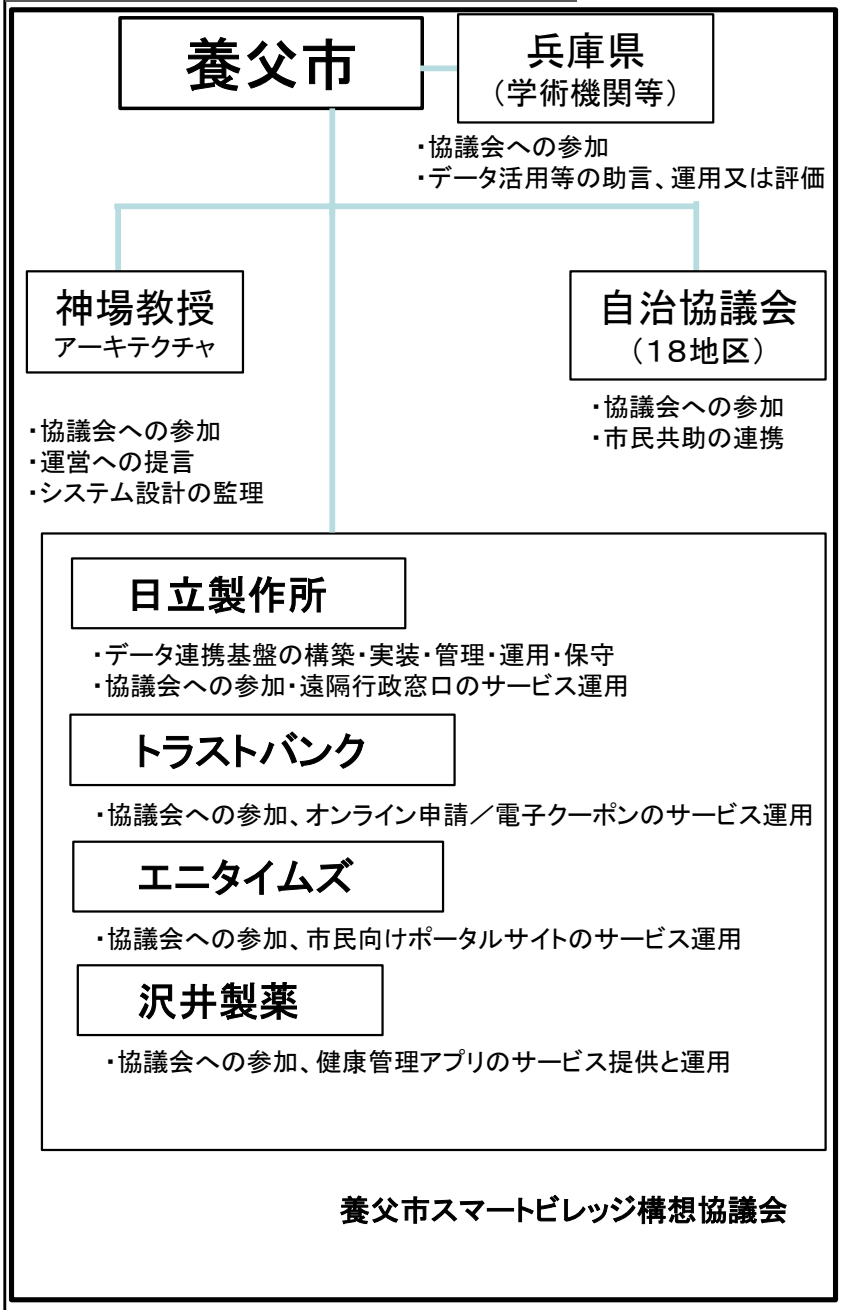 養父市
兵庫県
（学術機関等）
・協議会への参加
・データ活用等の助言、運用又は評価
神場教授
アーキテクチャ
・協議会への参加
・運営への提言
・システム設計の監理
自治協議会
（１８地区）
・協議会への参加
・市民共助の連携
日立製作所
・データ連携基盤の構築・実装・管理・運用・保守
・協議会への参加・遠隔行政窓口のサービス運用
トラストバンク
・協議会への参加、オンライン申請／電子クーポンのサービス運用
エニタイムズ
・協議会への参加、市民向けポータルサイトのサービス運用
沢井製薬
・協議会への参加、健康管理アプリのサービス提供と運用
養父市スマートビレッジ構想協議会